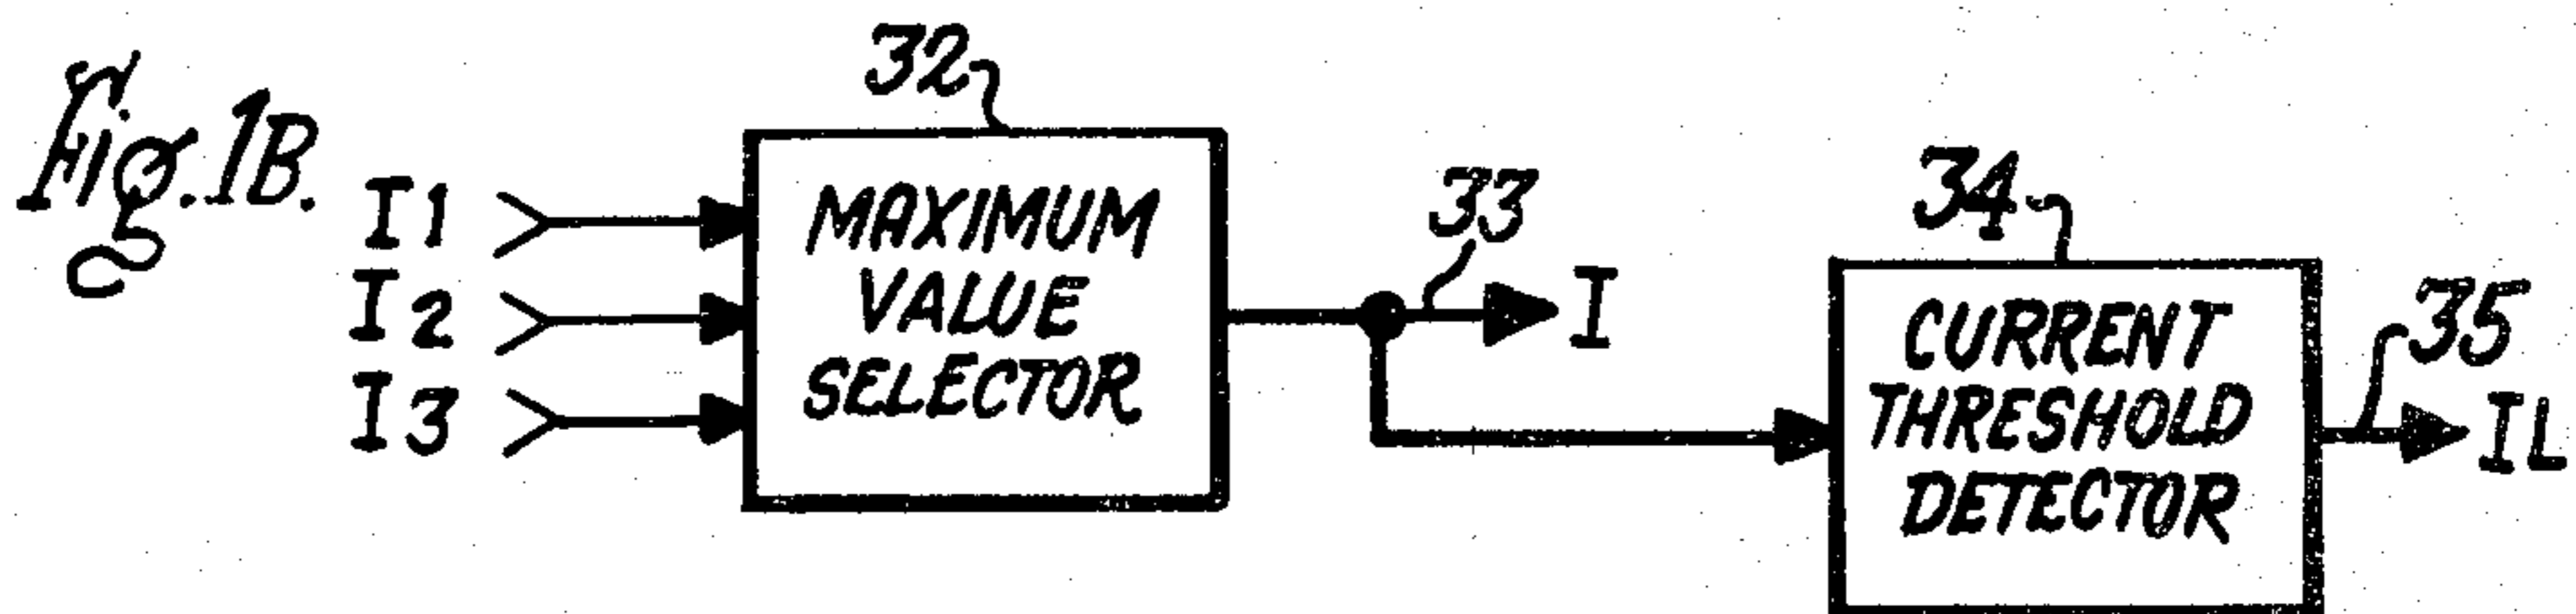 Fig. 1B.
32
I1
I2
I3
MAXIMUM
VALUE
SELECTOR
33
I
34
CURRENT
THRESHOLD
DETECTOR
35
IL